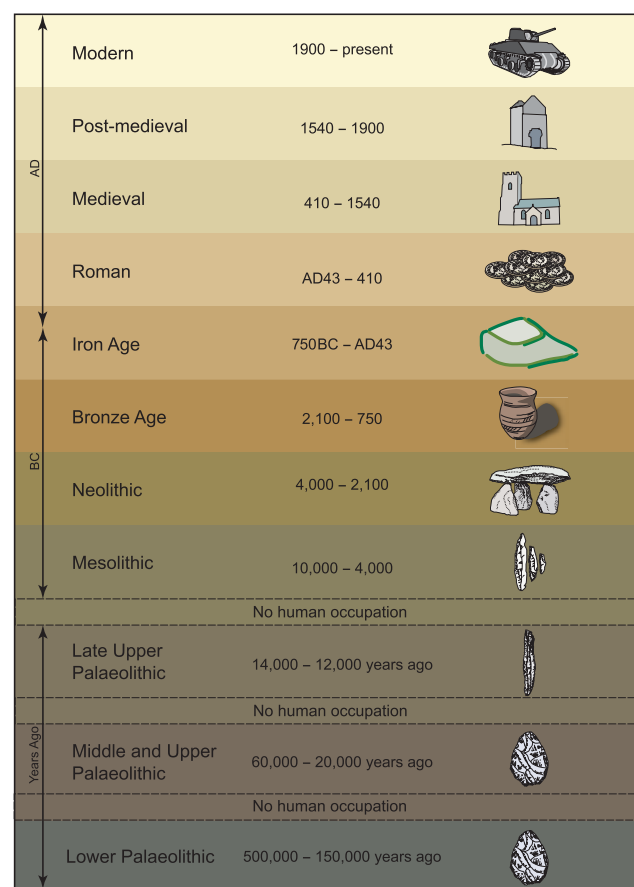 Modern
1900 – present
Post-medieval
1540 – 1900
AD
Medieval
410 – 1540
Roman
AD43 – 410
Iron Age
750BC – AD43
Bronze Age
2,100 – 750
BC
Neolithic
4,000 – 2,100
Mesolithic
10,000 – 4,000
No human occupation
Late Upper
Palaeolithic
14,000 – 12,000 years ago
No human occupation
Years Ago
Middle and Upper
Palaeolithic
60,000 – 20,000 years ago
No human occupation
Lower Palaeolithic
500,000 – 150,000 years ago